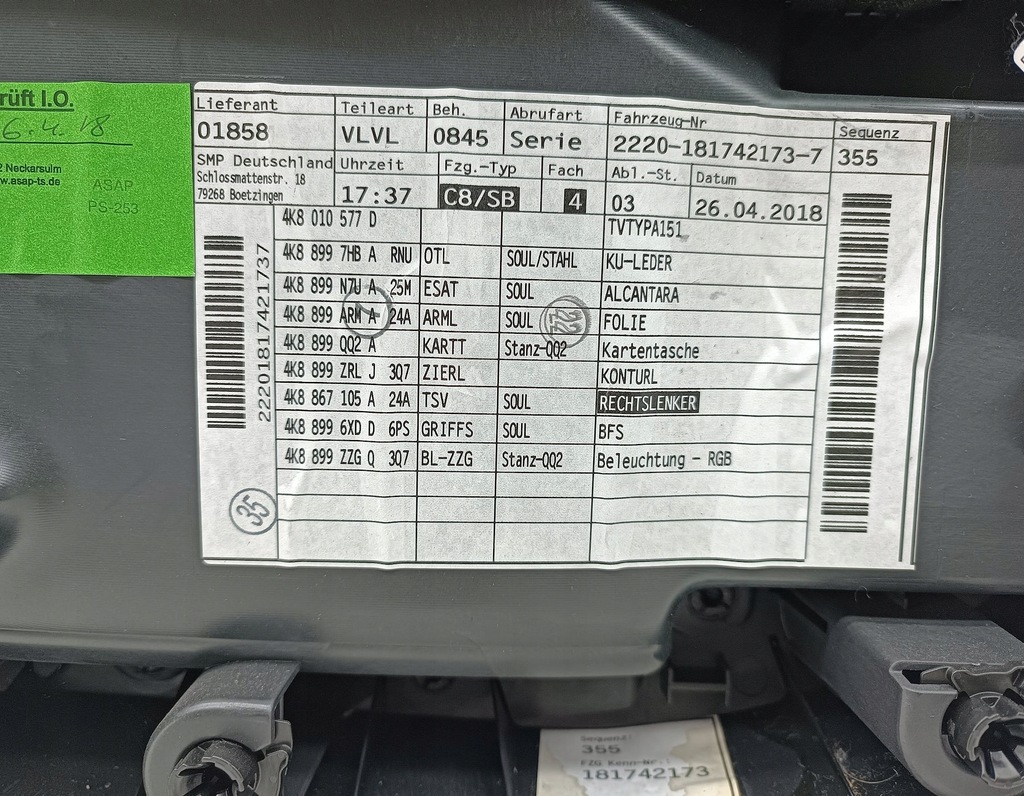 rüft I.O.
6.4.18
2 Neckarsulm
w.asap-ts.de
ASAP
PS-253
Lieferant Teileart Beh. Abrufart Fahrzeug-Nr Sequenz
01858 VLVL 0845 Serie 2220-181742173-7 355
SMP Deutschland Uhrzeit Fzg.-Typ Fach Abl.-St. Datum
Schlossmattenstr. 18
79268 Boetzingen 17:37 C8/SB 4 03 26.04.2018
4K8 010 577 D TVTYPA151
4K8 899 7HB A RNU OTL SOUL/STAHL KU-LEDER
4K8 899 N7U A 25M ESAT SOUL ALCANTARA
4K8 899 ARM A 24A ARML SOUL FOLIE
4K8 899 QQ2 A KARTT Stanz-QQ2 Kartentasche
4K8 899 ZRL J 3Q7 ZIERL KONTURL
4K8 867 105 A 24A TSV SOUL RECHTSLENKER
4K8 899 6XD D 6PS GRIFFS SOUL BFS
4K8 899 ZZG Q 3Q7 BL-ZZG Stanz-QQ2 Beleuchtung - RGB
22201817421737
35
Sequenz:
355
FZG Kenn-Nr.:
181742173